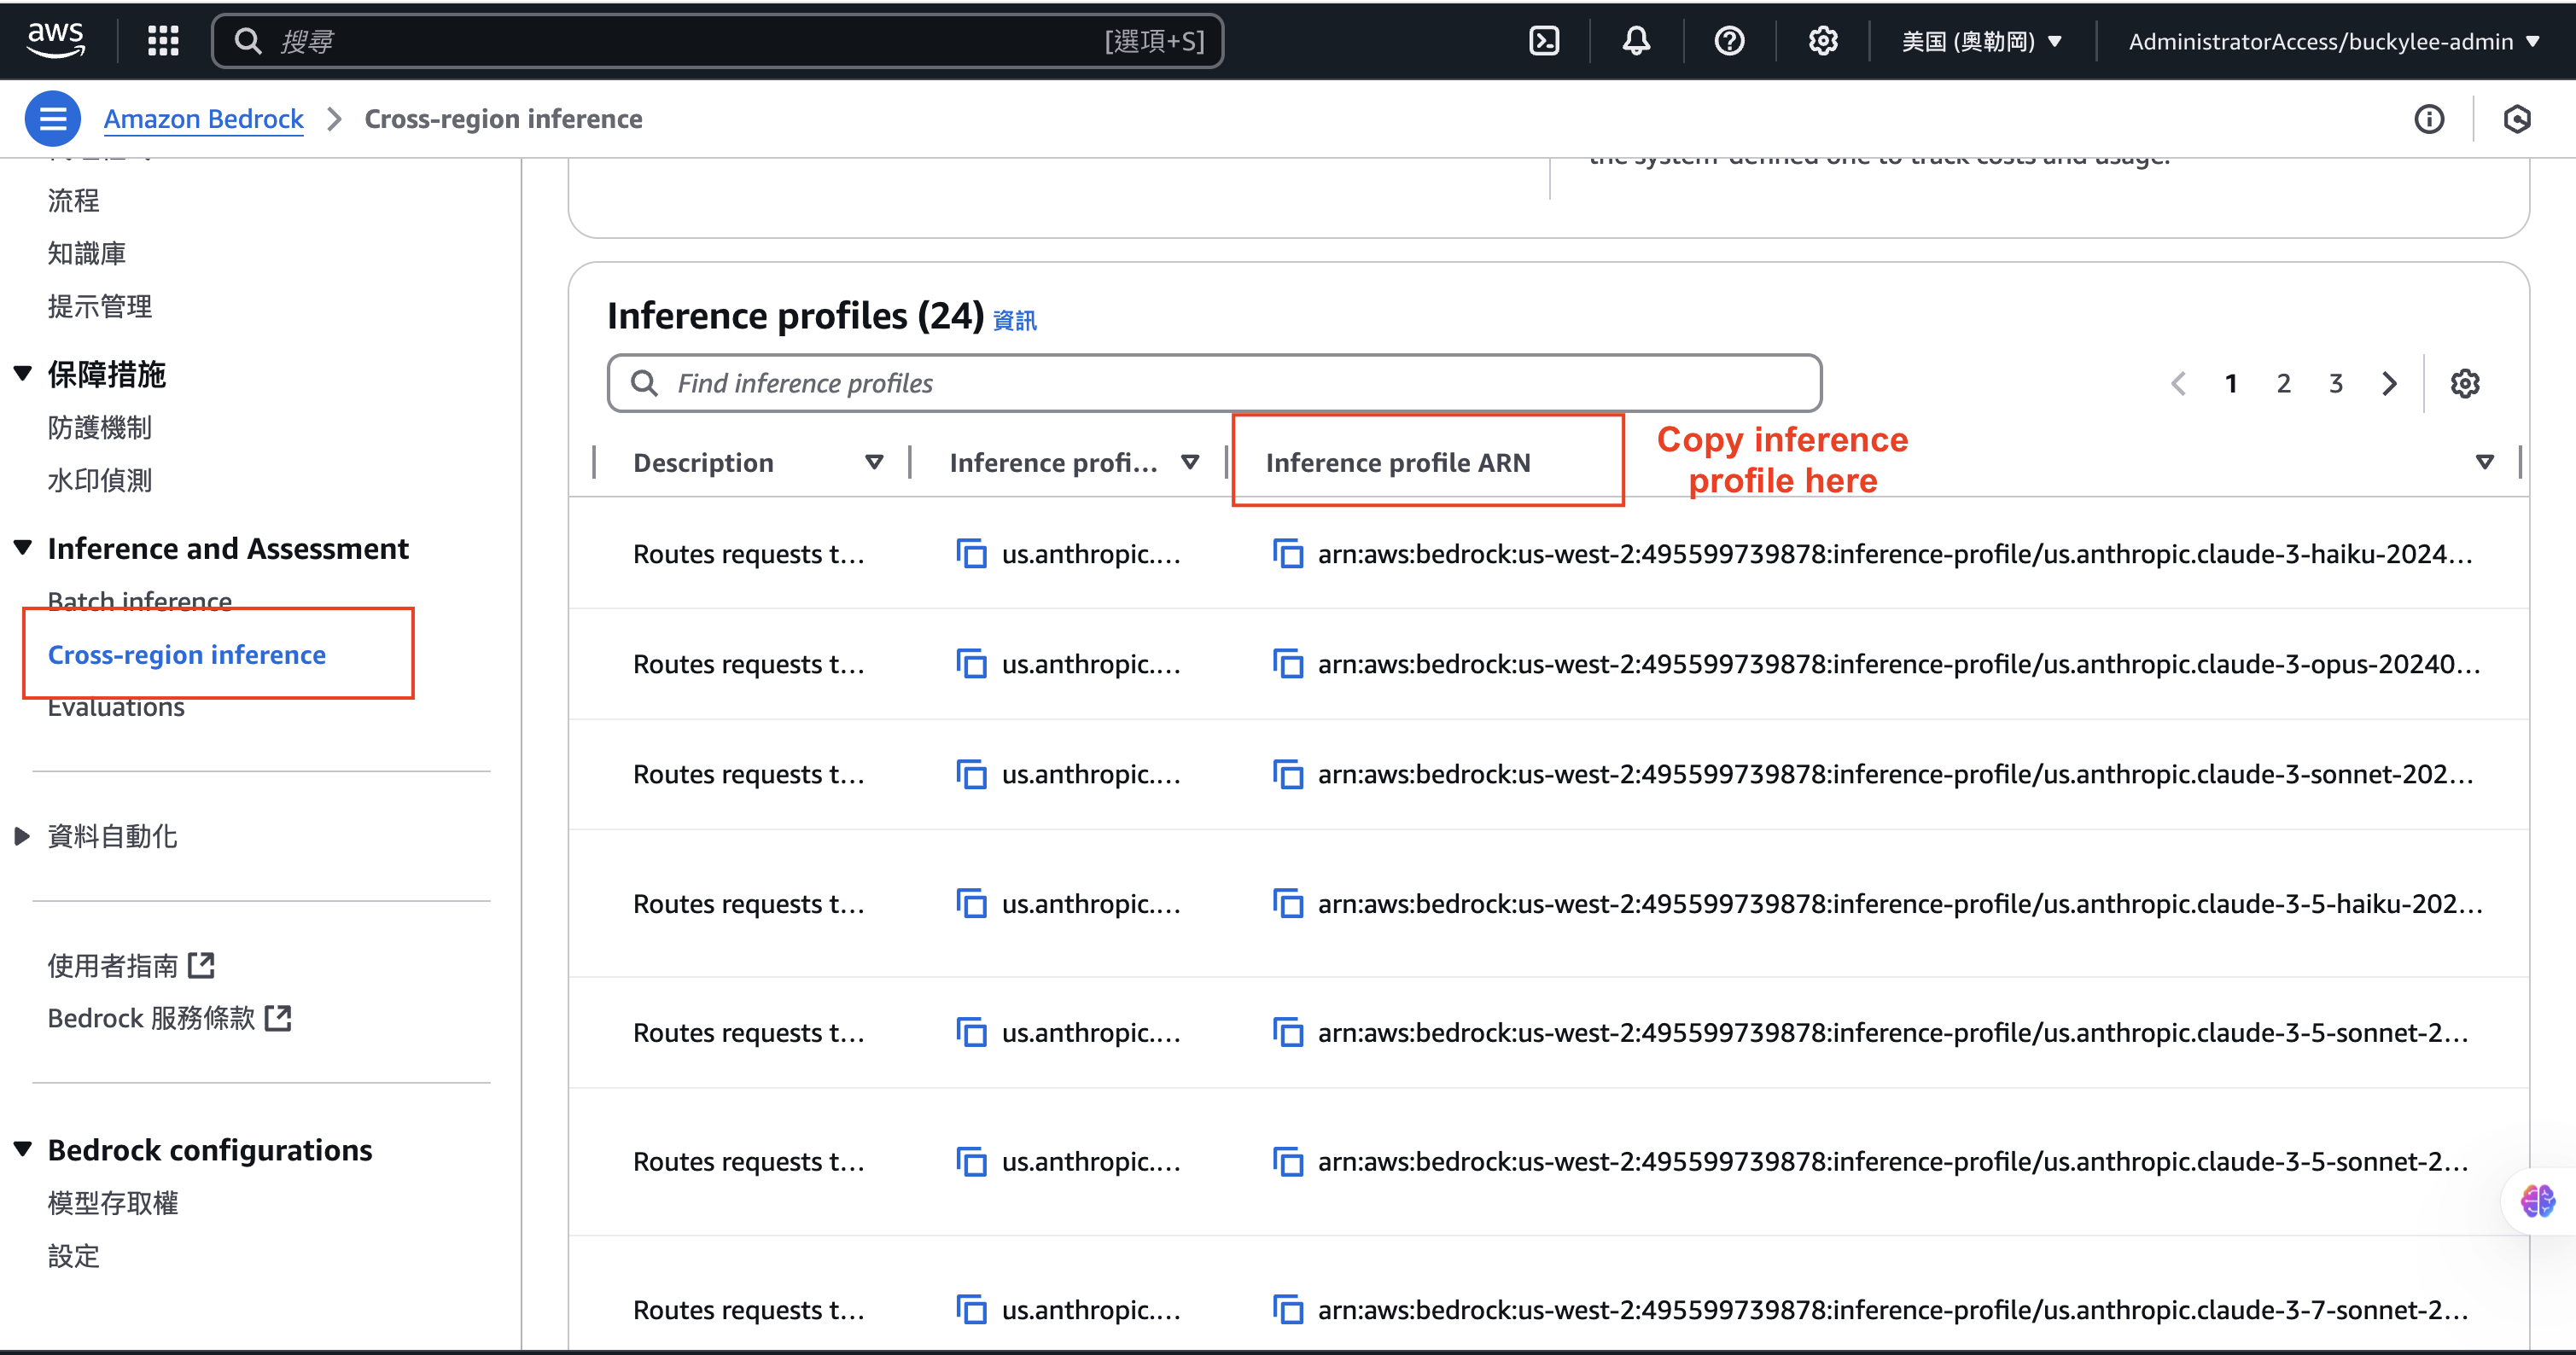 aws
搜尋
[選項+S]
美国 (奧勒岡)
AdministratorAccess/buckylee-admin
Amazon Bedrock
Cross-region inference
流程
知識庫
提示管理
保障措施
防護機制
水印偵測
Inference and Assessment
Batch inference
Cross-region inference
Evaluations
資料自動化
使用者指南
Bedrock 服務條款
Bedrock configurations
模型存取權
設定
the system-defined one to track costs and usage.
Inference profiles (24) 資訊
Find inference profiles
1 2 3
Description
Inference profi...
Inference profile ARN
Copy inference
profile here
Routes requests t... us.anthropic.... arn:aws:bedrock:us-west-2:495599739878:inference-profile/us.anthropic.claude-3-haiku-2024...
Routes requests t... us.anthropic.... arn:aws:bedrock:us-west-2:495599739878:inference-profile/us.anthropic.claude-3-opus-20240...
Routes requests t... us.anthropic.... arn:aws:bedrock:us-west-2:495599739878:inference-profile/us.anthropic.claude-3-sonnet-202...
Routes requests t... us.anthropic.... arn:aws:bedrock:us-west-2:495599739878:inference-profile/us.anthropic.claude-3-5-haiku-202...
Routes requests t... us.anthropic.... arn:aws:bedrock:us-west-2:495599739878:inference-profile/us.anthropic.claude-3-5-sonnet-2...
Routes requests t... us.anthropic.... arn:aws:bedrock:us-west-2:495599739878:inference-profile/us.anthropic.claude-3-5-sonnet-2...
Routes requests t... us.anthropic.... arn:aws:bedrock:us-west-2:495599739878:inference-profile/us.anthropic.claude-3-7-sonnet-2...